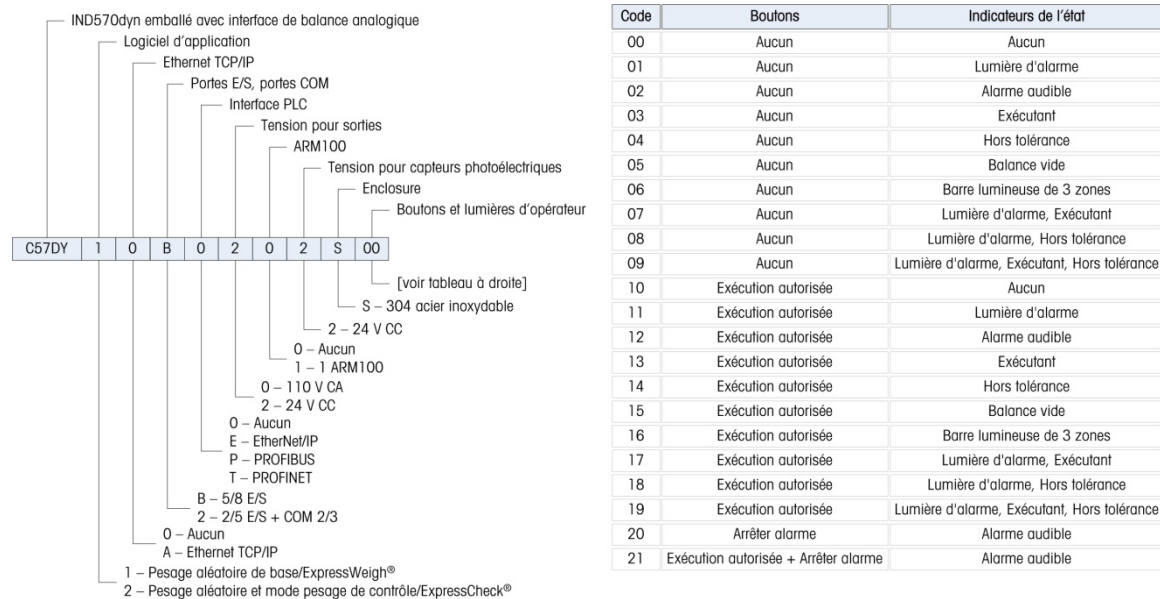 IND570dyn emballé avec interface de balance analogique
Logiciel d'application
Ethernet TCP/IP
Portes E/S, portes COM
Interface PLC
Tension pour sorties
ARM100
Tension pour capteurs photoélectriques
Enclosure
Boutons et lumières d'opérateur
C57DY 1 0 B 0 2 0 2 S 00
[voir tableau à droite]
S – 304 acier inoxydable
2 – 24 V CC
0 – Aucun
1 – 1 ARM100
0 – 110 V CA
2 – 24 V CC
0 – Aucun
E – EtherNet/IP
P – PROFIBUS
T – PROFINET
B – 5/8 E/S
2 – 2/5 E/S + COM 2/3
0 – Aucun
A – Ethernet TCP/IP
1 – Pesage aléatoire de base/ExpressWeigh®
2 – Pesage aléatoire et mode pesage de contrôle/ExpressCheck®
Code Boutons Indicateurs de l'état
00 Aucun Aucun
01 Aucun Lumière d'alarme
02 Aucun Alarme audible
03 Aucun Exécutant
04 Aucun Hors tolérance
05 Aucun Balance vide
06 Aucun Barre lumineuse de 3 zones
07 Aucun Lumière d'alarme, Exécutant
08 Aucun Lumière d'alarme, Hors tolérance
09 Aucun Lumière d'alarme, Exécutant, Hors tolérance
10 Exécution autorisée Aucun
11 Exécution autorisée Lumière d'alarme
12 Exécution autorisée Alarme audible
13 Exécution autorisée Exécutant
14 Exécution autorisée Hors tolérance
15 Exécution autorisée Balance vide
16 Exécution autorisée Barre lumineuse de 3 zones
17 Exécution autorisée Lumière d'alarme, Exécutant
18 Exécution autorisée Lumière d'alarme, Hors tolérance
19 Exécution autorisée Lumière d'alarme, Exécutant, Hors tolérance
20 Arrêter alarme Alarme audible
21 Exécution autorisée + Arrêter alarme Alarme audible